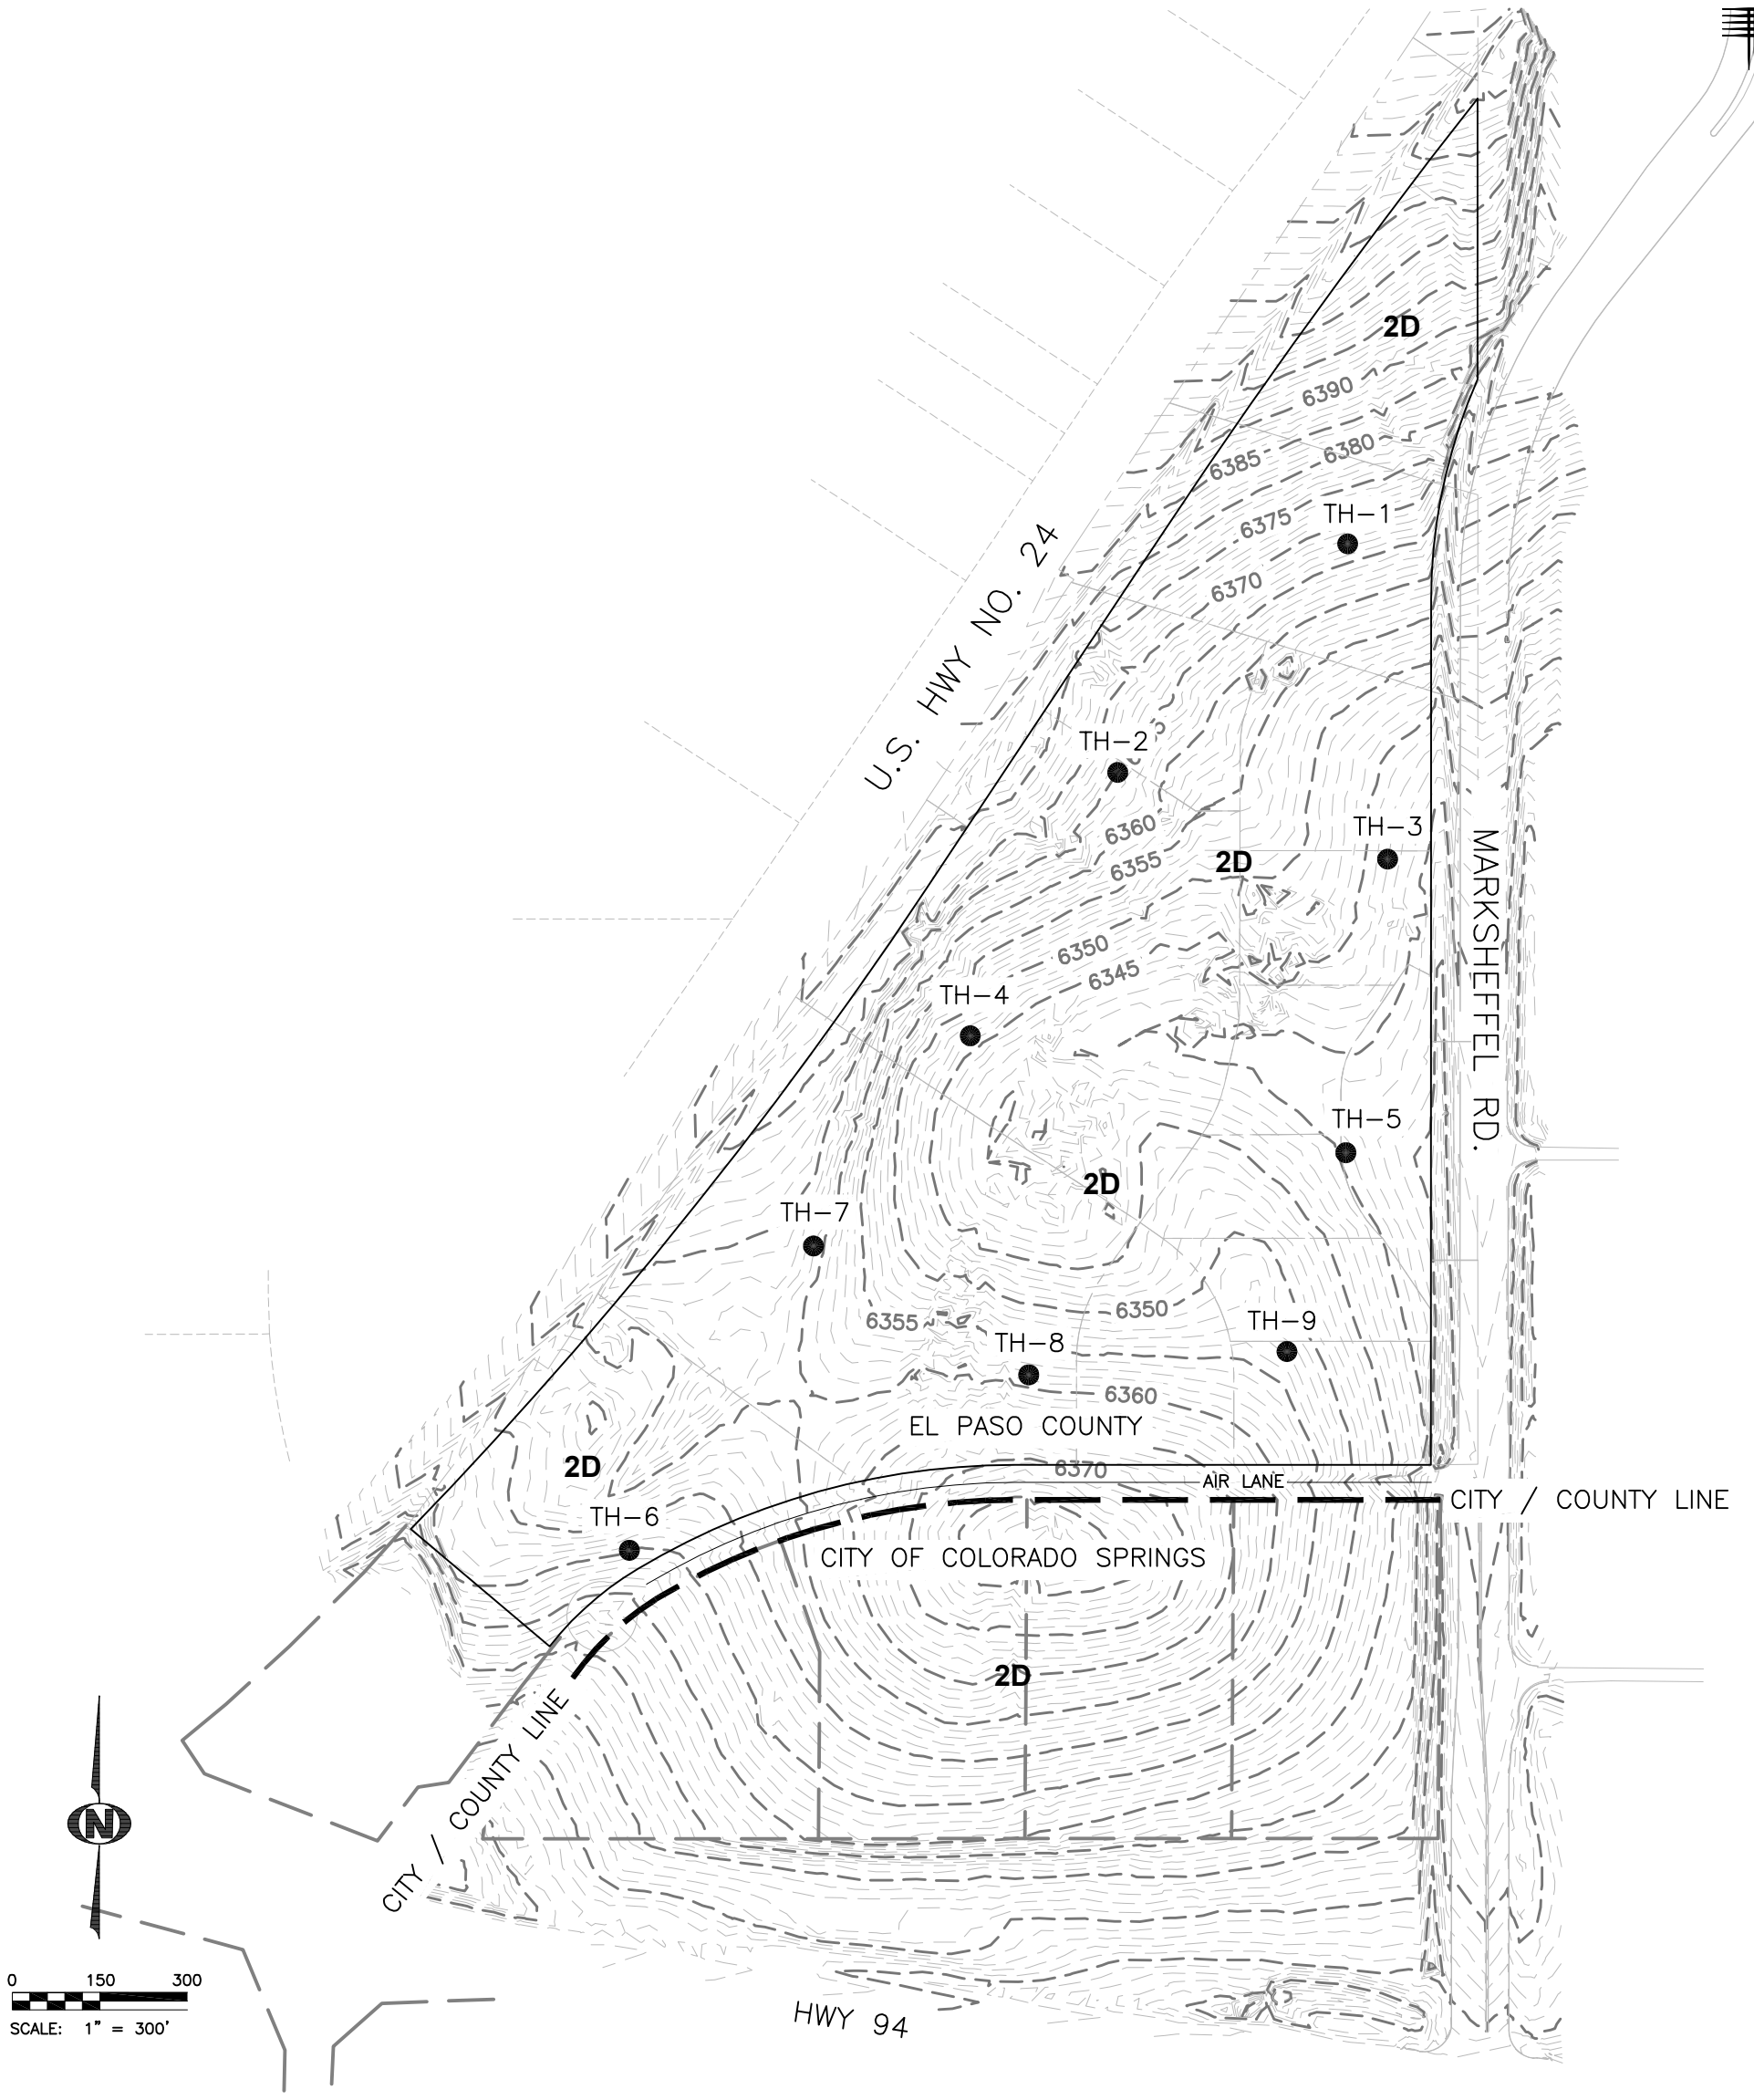 2D
6390
6380
6385
6375
TH-1
6370
U.S. HWY NO. 24
TH-2
TH-3
6360
2D
6355
MARKSHEFFEL RD.
6350
6345
TH-4
TH-5
2D
TH-7
6350
6355
TH-9
TH-8
6360
EL PASO COUNTY
2D
6370
AIR LANE
CITY / COUNTY LINE
TH-6
CITY OF COLORADO SPRINGS
2D
CITY / COUNTY LINE
N
0 150 300
SCALE: 1" = 300'
HWY 94